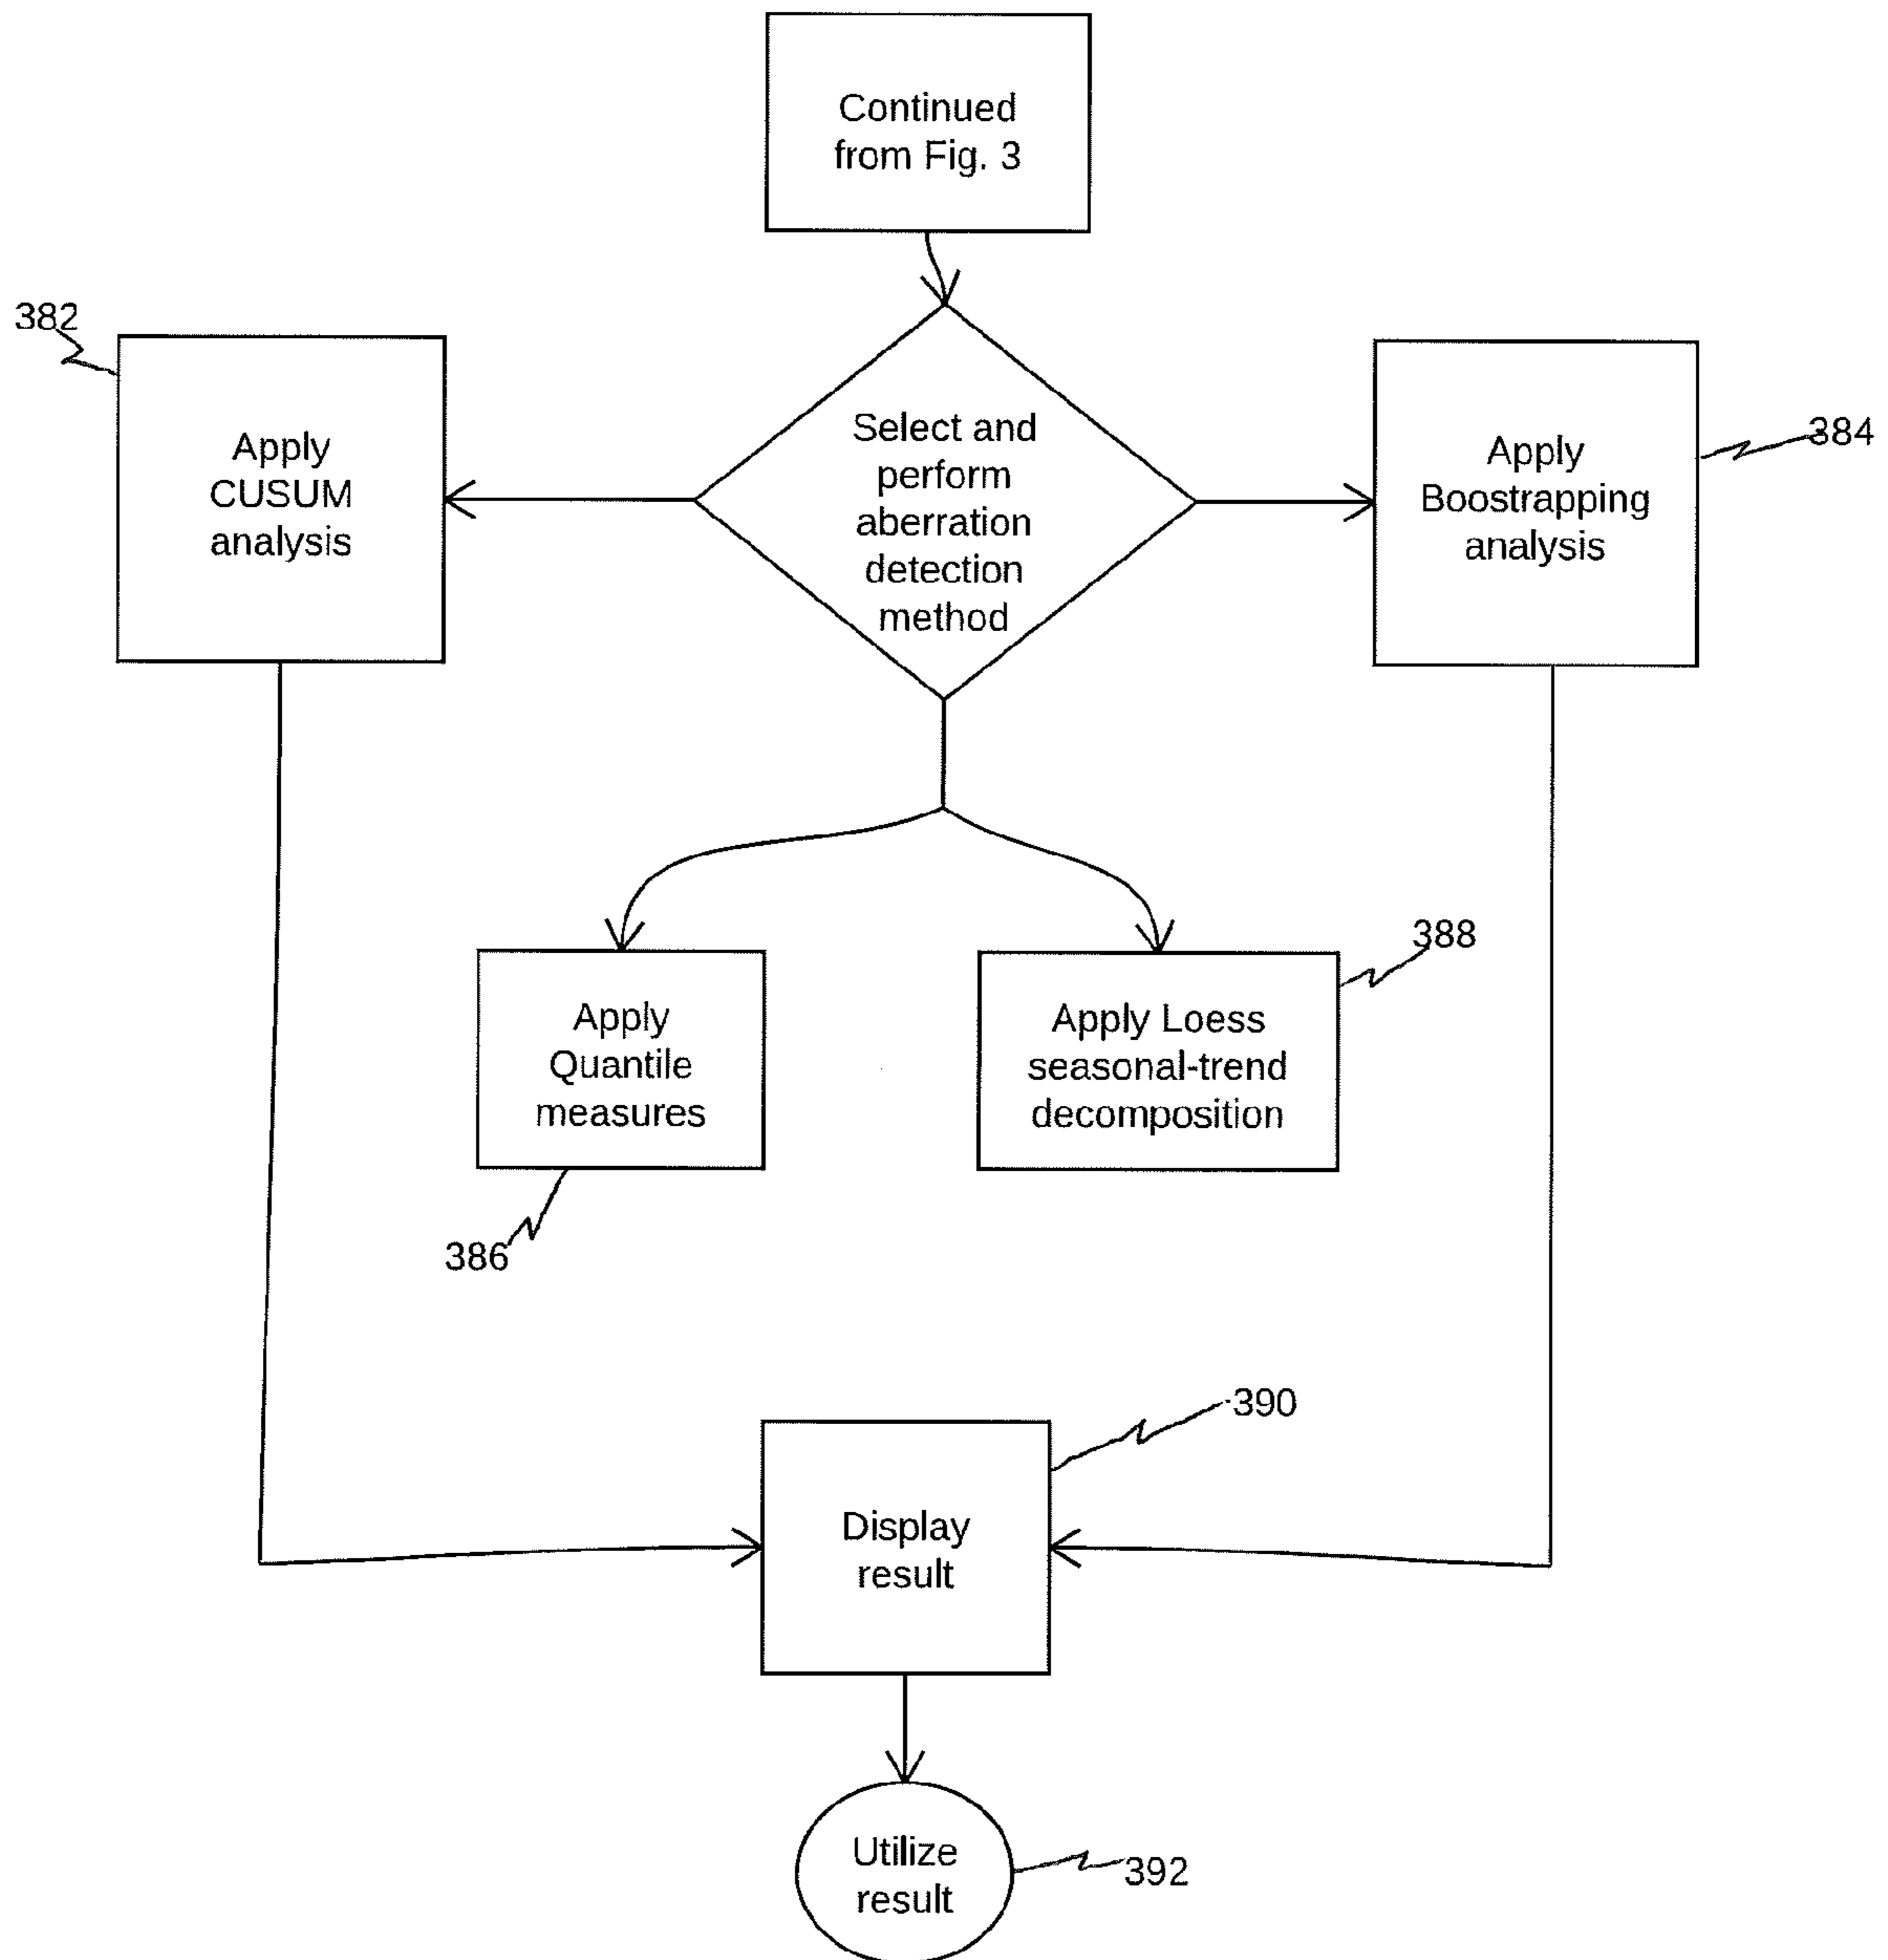 Continued
from Fig. 3
382
Apply
CUSUM
analysis
Select and
perform
aberration
detection
method
Apply
Boostrapping
analysis
384
Apply
Quantile
measures
386
Apply Loess
seasonal-trend
decomposition
388
390
Display
result
Utilize
result
392